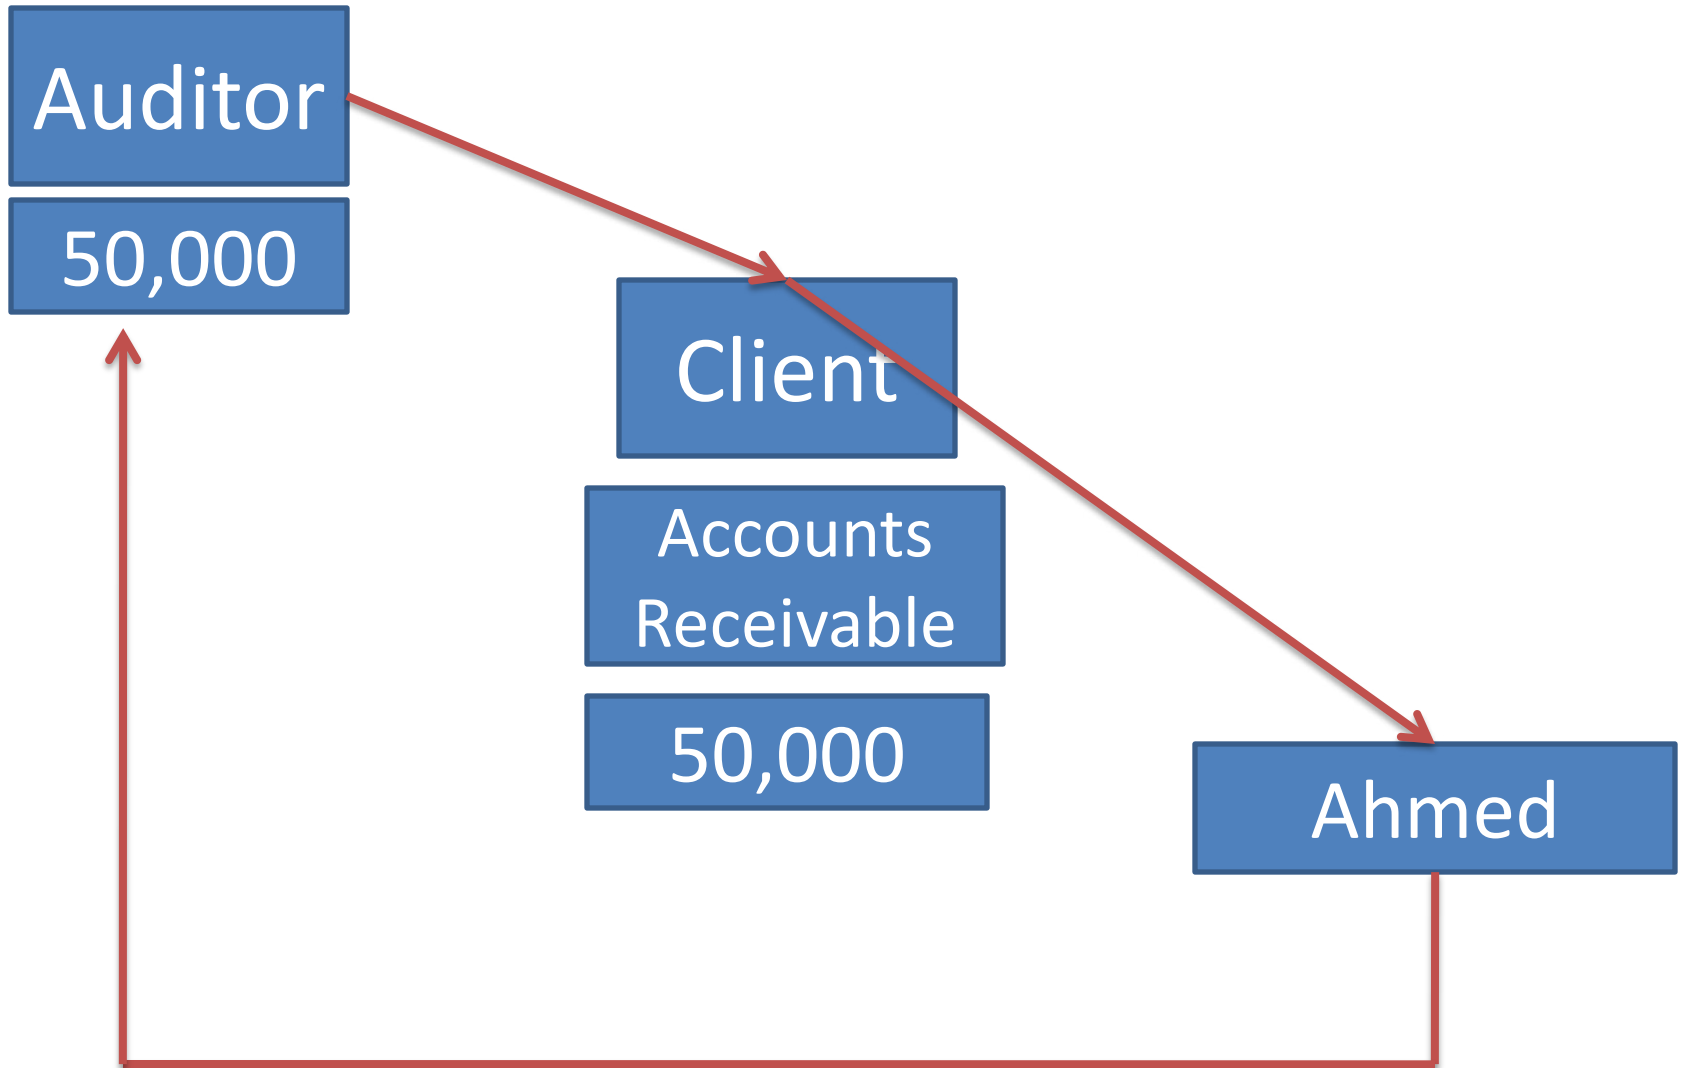 Auditor
50,000
Client
Accounts
Receivable
50,000
Ahmed